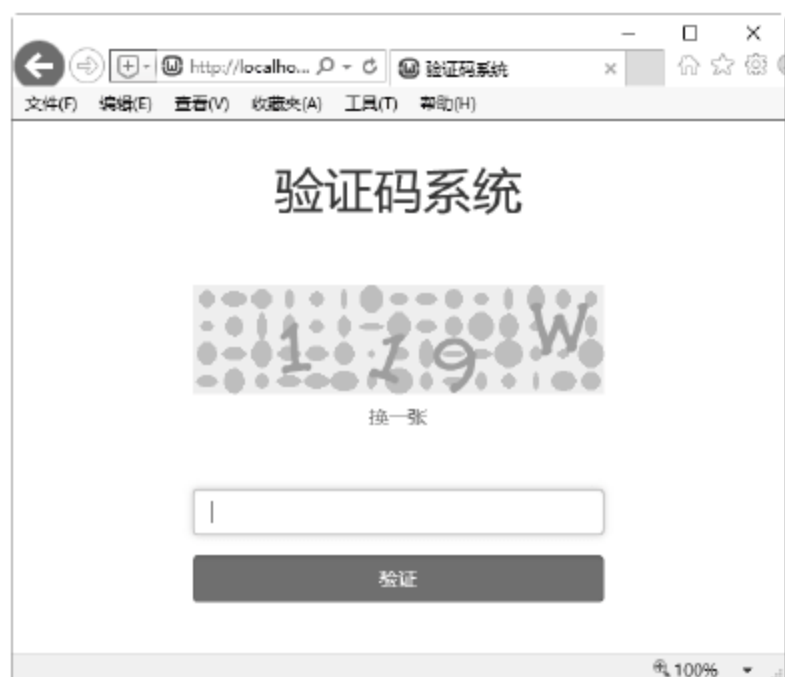 http://localho...
验证码系统
文件(F) 编辑(E) 查看(V) 收藏夹(A) 工具(T) 帮助(H)
验证码系统
1 1 9 W
换一张
验证
100%